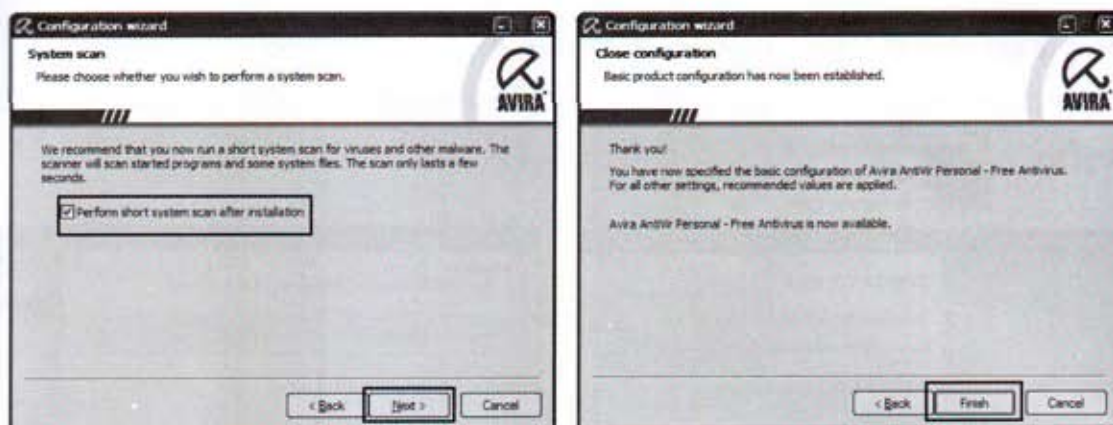 Configuration wizard
System scan
Please choose whether you wish to perform a system scan.
AVIRA
We recommend that you now run a short system scan for viruses and other malware. The
scanner will scan started programs and some system files. The scan only lasts a few
seconds.
Perform short system scan after installation
< Back
Next >
Cancel
Configuration wizard
Close configuration
Basic product configuration has now been established.
AVIRA
Thank you!
You have now specified the basic configuration of Avira AntiVir Personal - Free Antivirus.
For all other settings, recommended values are applied.
Avira AntiVir Personal - Free Antivirus is now available.
< Back
Finish
Cancel